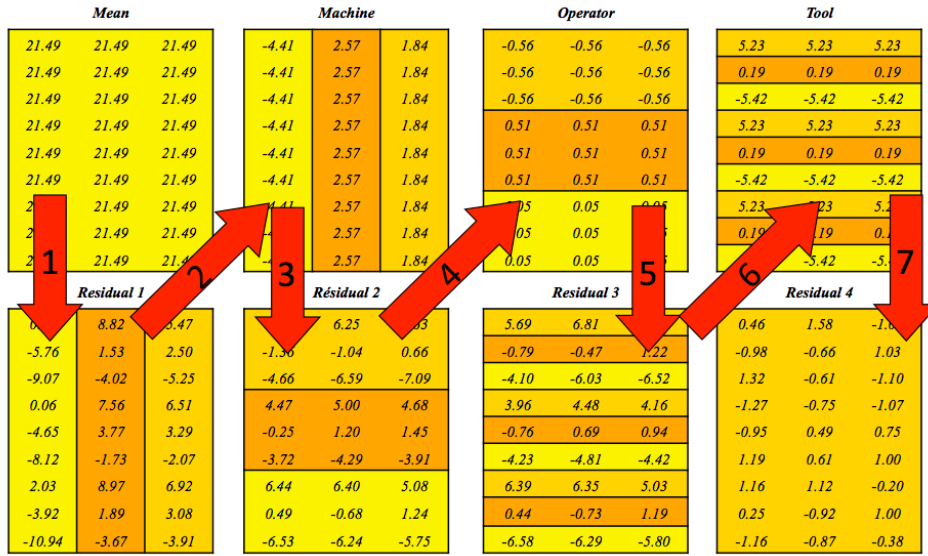 Mean Machine Operator Tool
21.49 21.49 21.49 -4.41 2.57 1.84 -0.56 -0.56 -0.56 5.23 5.23 5.23
21.49 21.49 21.49 -4.41 2.57 1.84 -0.56 -0.56 -0.56 0.19 0.19 0.19
21.49 21.49 21.49 -4.41 2.57 1.84 -0.56 -0.56 -0.56 -5.42 -5.42 -5.42
21.49 21.49 21.49 -4.41 2.57 1.84 0.51 0.51 0.51 5.23 5.23 5.23
21.49 21.49 21.49 -4.41 2.57 1.84 0.51 0.51 0.51 0.19 0.19 0.19
21.49 21.49 21.49 -4.41 2.57 1.84 0.51 0.51 0.51 -5.42 -5.42 -5.42
21.49 21.49 2.57 1.84 0.05 5.23
21.49 21.49 2.57 1.84 0.05 0.05 0.19
21.49 21.49 2.57 1.84 0.05 0.05 0.05 -5.42
1 2 3 4 5 6 7
Residual 1 Résidual 2 Residual 3 Residual 4
8.82 6.25 5.69 6.81 0.46 1.58
-5.76 1.53 2.50 -1.36 -1.04 0.66 -0.79 -0.47 1.22 -0.98 -0.66 1.03
-9.07 -4.02 -5.25 -4.66 -6.59 -7.09 -4.10 -6.03 -6.52 1.32 -0.61 -1.10
0.06 7.56 6.51 4.47 5.00 4.68 3.96 4.48 4.16 -1.27 -0.75 -1.07
-4.65 3.77 3.29 -0.25 1.20 1.45 -0.76 0.69 0.94 -0.95 0.49 0.75
-8.12 -1.73 -2.07 -3.72 -4.29 -3.91 -4.23 -4.81 -4.42 1.19 0.61 1.00
2.03 8.97 6.92 6.44 6.40 5.08 6.39 6.35 5.03 1.16 1.12 -0.20
-3.92 1.89 3.08 0.49 -0.68 1.24 0.44 -0.73 1.19 0.25 -0.92 1.00
-10.94 -3.67 -3.91 -6.53 -6.24 -5.75 -6.58 -6.29 -5.80 -1.16 -0.87 -0.38